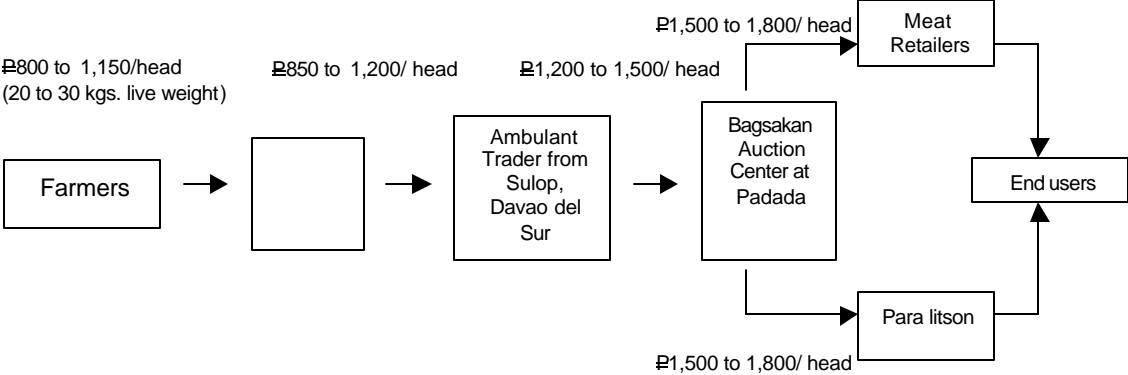 ₱1,500 to 1,800/ head
Meat
Retailers
₱800 to 1,150/head
(20 to 30 kgs. live weight)
₱850 to 1,200/ head
₱1,200 to 1,500/ head
Farmers
Ambulant
Trader from
Sulop,
Davao del
Sur
Bagsakan
Auction
Center at
Padada
End users
Para litson
₱1,500 to 1,800/ head